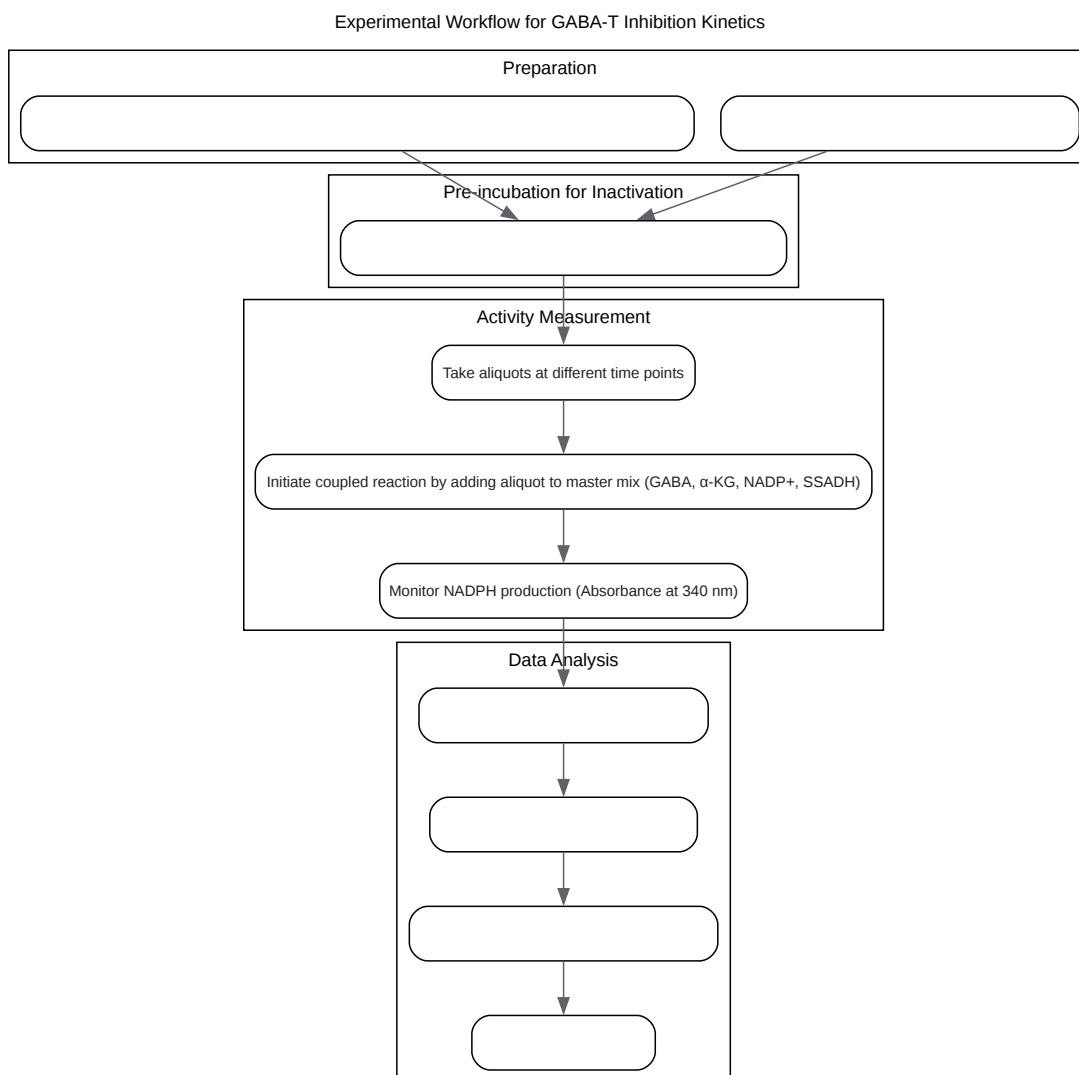 Experimental Workflow for GABA-T Inhibition Kinetics
Preparation
Pre-incubation for Inactivation
Activity Measurement
Take aliquots at different time points
Initiate coupled reaction by adding aliquot to master mix (GABA, α-KG, NADP+, SSADH)
Monitor NADPH production (Absorbance at 340 nm)
Data Analysis